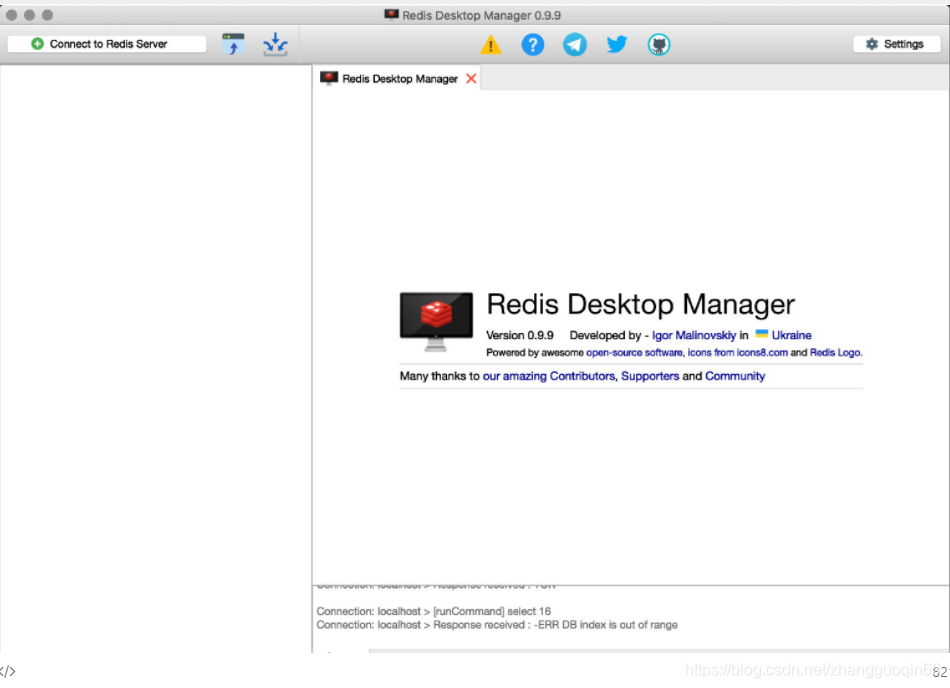 Redis Desktop Manager 0.9.9
Connect to Redis Server
Settings
Redis Desktop Manager
Redis Desktop Manager
Version 0.9.9 Developed by - Igor Malinovskiy in Ukraine
Powered by awesome open-source software, icons from icons8.com and Redis Logo.
Many thanks to our amazing Contributors, Supporters and Community
Connection: localhost > Response received :
Connection: localhost > [runCommand] select 16
Connection: localhost > Response received : -ERR DB index is out of range
</>
https://blog.csdn.net/zhangguoqin
82